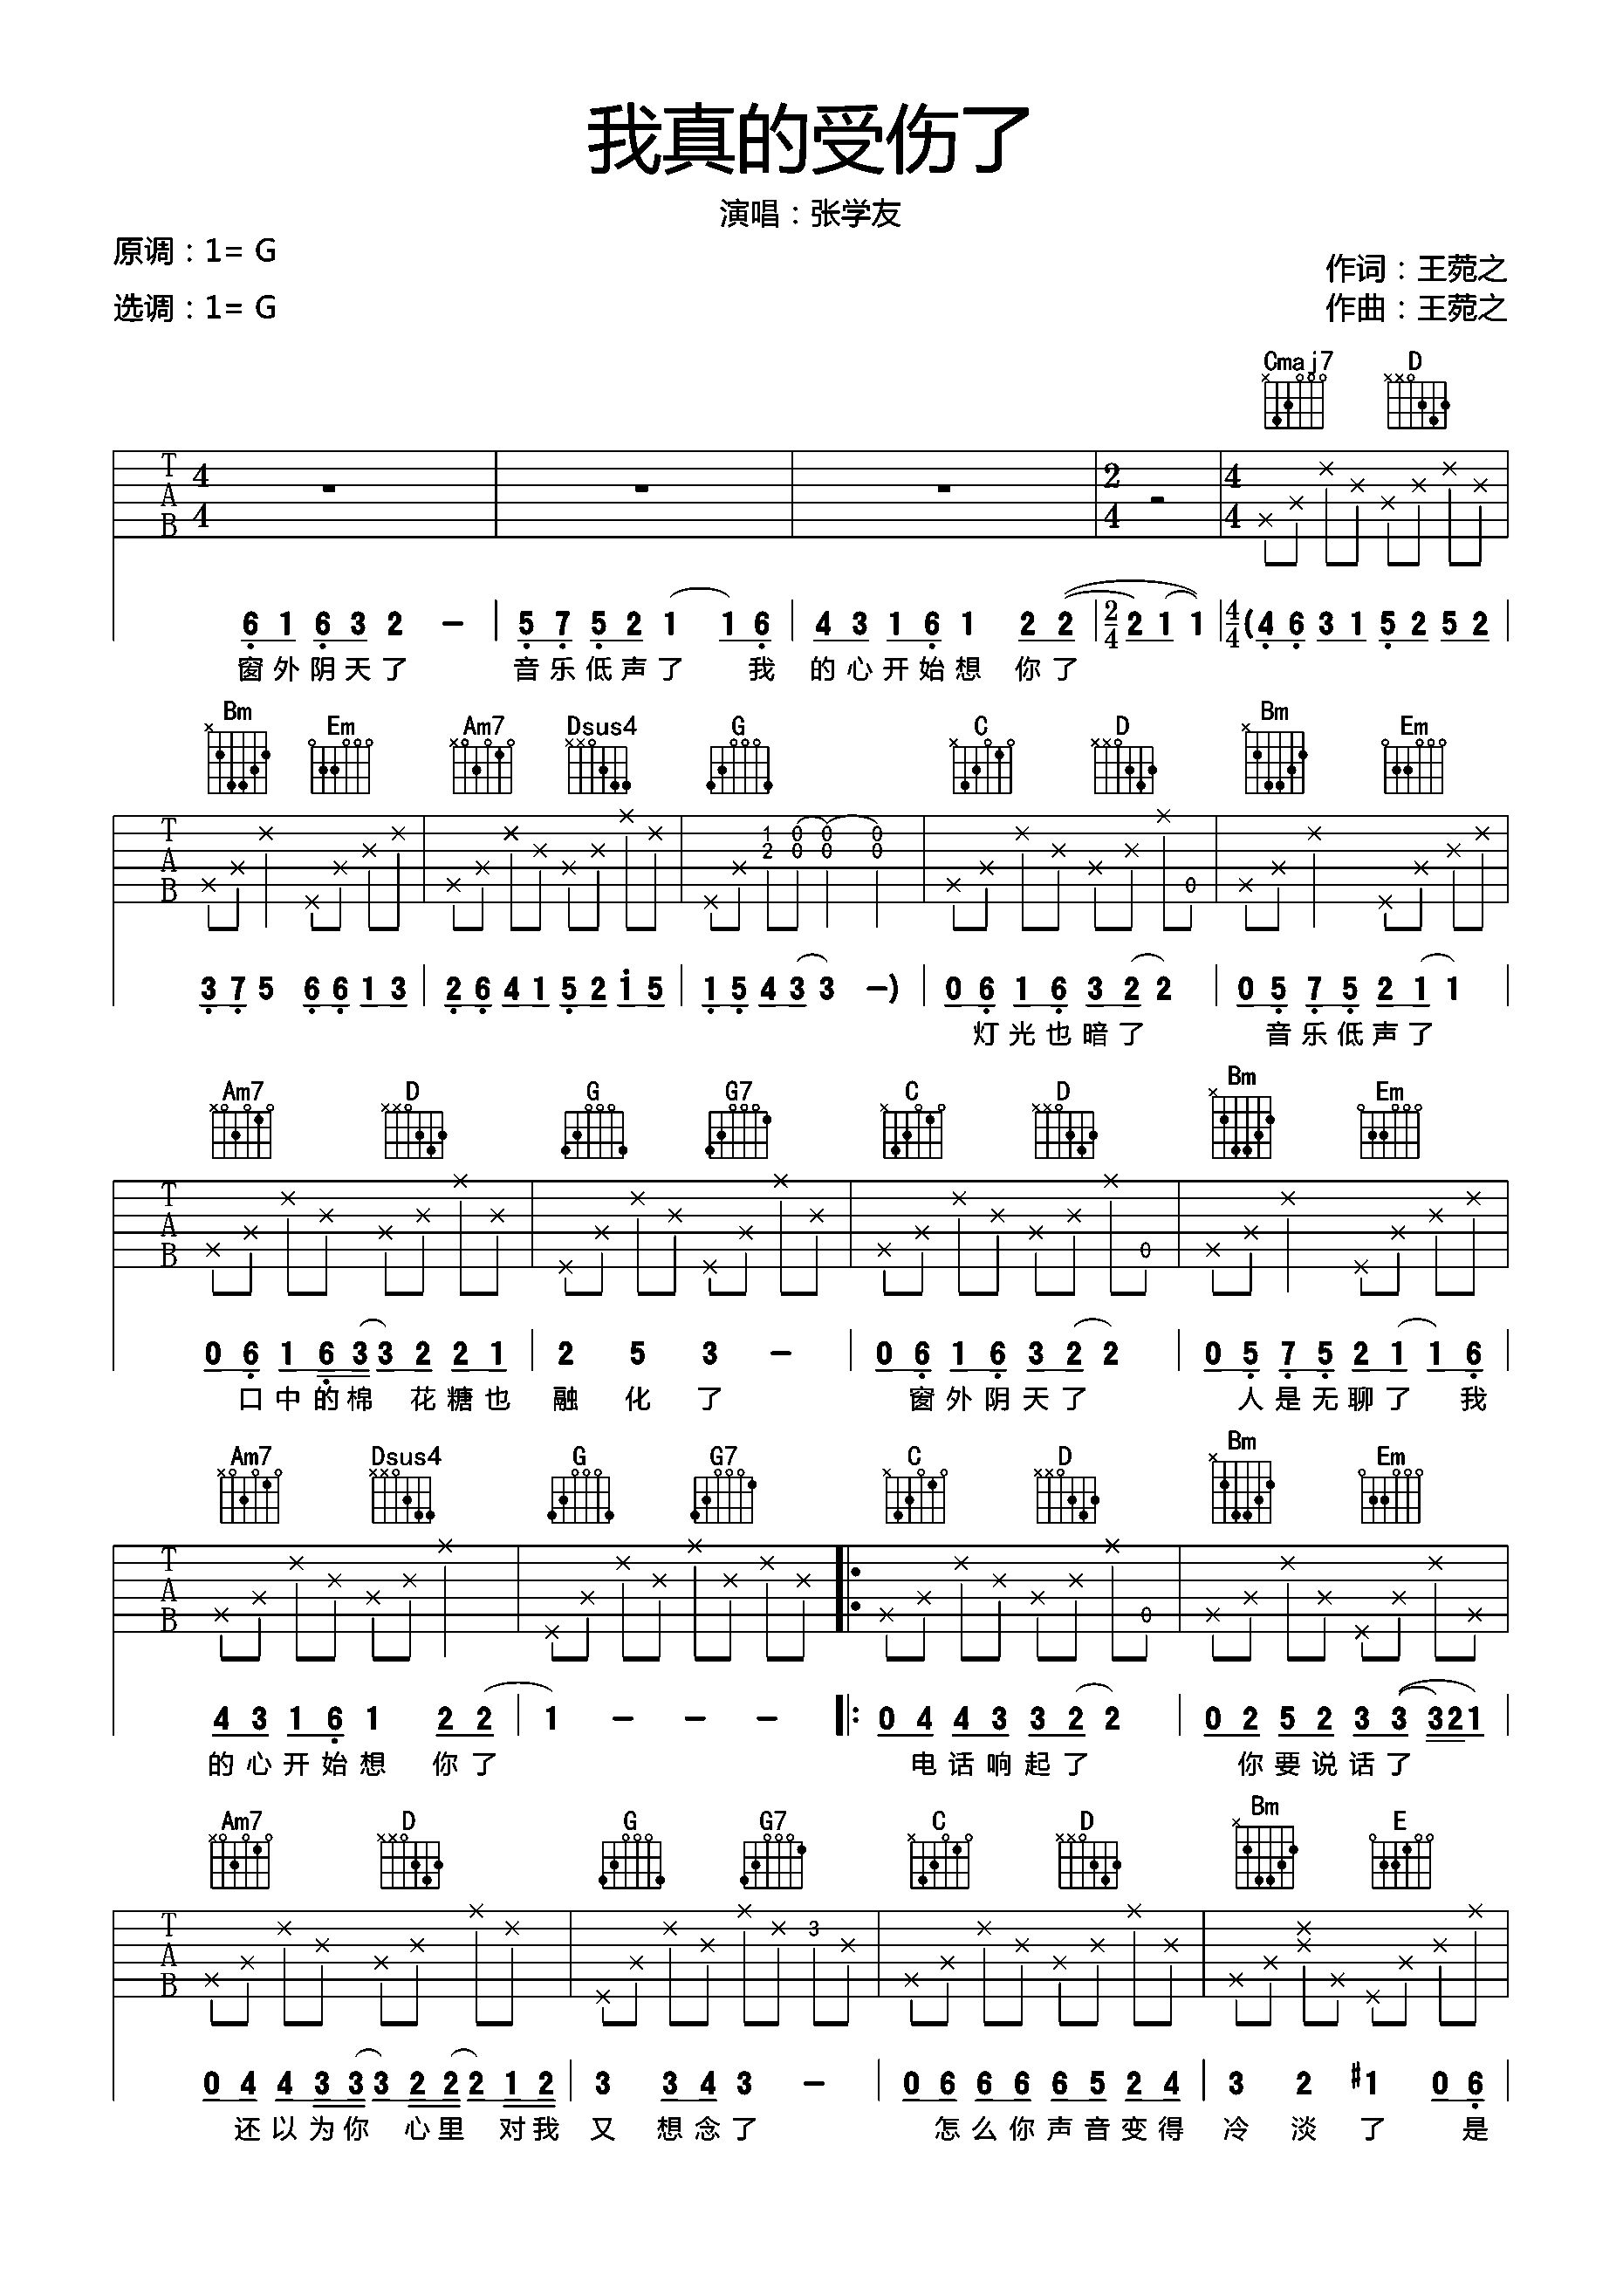 我真的受伤了
演唱：张学友
原调：1= G
作词：王菀之
选调：1= G
作曲：王菀之
Cmaj7 D
T A B 4/4 2/4 4/4
6 1 6 3 2 - | 5 7 5 2 1 1 6 | 4 3 1 6 1 2 2 | 2/4 2 1 1 | 4/4 (4 6 3 1 5 2 5 2 |
窗外阴天了 音乐低声了 我 的心开始想 你了
Bm Em Am7 Dsus4 G C D Bm Em
T A B 1 2 0 0 0 0 0 0 0
3 7 5 6 6 1 3 | 2 6 4 1 5 2 i 5 | 1 5 4 3 3 -) | 0 6 1 6 3 2 2 | 0 5 7 5 2 1 1 |
灯光也暗了 音乐低声了
Am7 D G G7 C D Bm Em
T A B 0
0 6 1 6 3 3 2 2 1 | 2 5 3 - | 0 6 1 6 3 2 2 | 0 5 7 5 2 1 1 6 |
口中的棉 花糖也 融 化 了 窗外阴天了 人是无聊了 我
Am7 Dsus4 G G7 C D Bm Em
T A B 0
4 3 1 6 1 2 2 | 1 - - - |: 0 4 4 3 3 2 2 | 0 2 5 2 3 3 3 2 1 |
的心开始想 你了 电话响起了 你要说话了
Am7 D G G7 C D Bm E
T A B 3
0 4 4 3 3 3 2 2 2 1 2 | 3 3 4 3 - | 0 6 6 6 6 5 2 4 | 3 2 #1 0 6 |
还以为你 心里 对我 又 想念了 怎么你声音变得 冷 淡 了 是